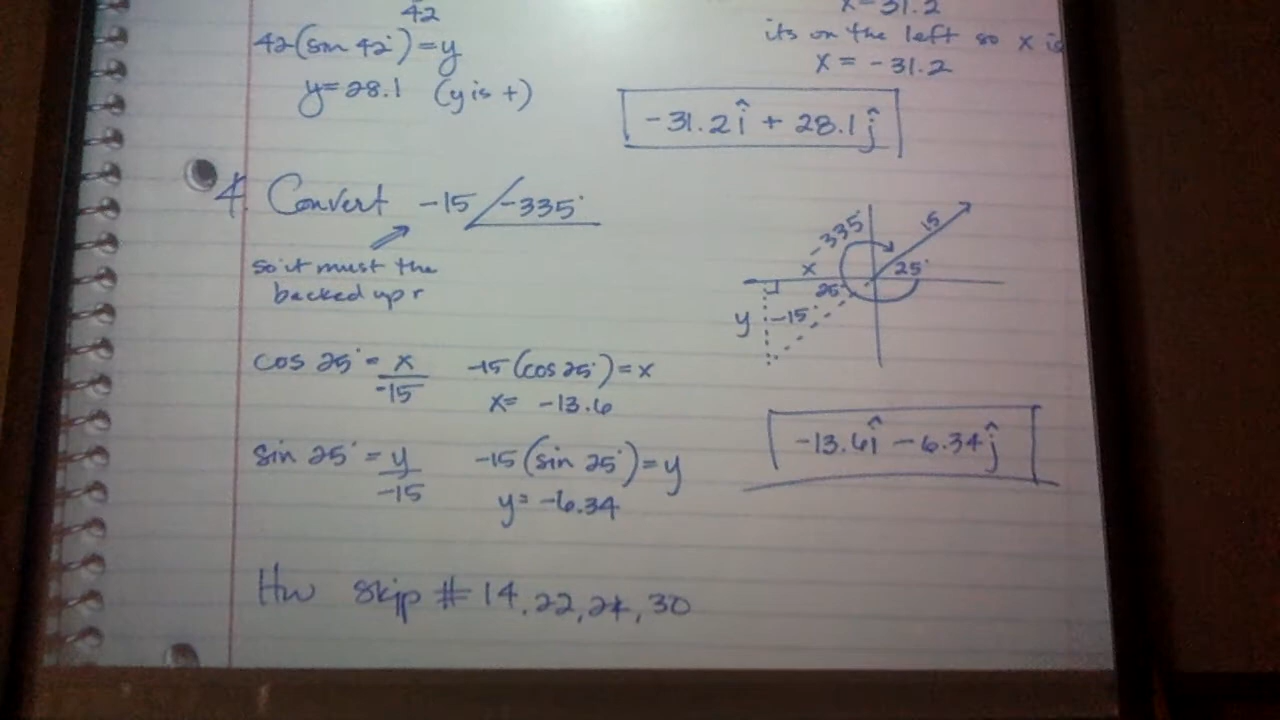 42
42(sin 42°) = y
y = 28.1 (y is +)
x = 31.2
its on the left so x is
x = -31.2
-31.2î + 28.1ĵ
4. Convert -15 ∠-335°
so it must the
backed up r
-335°
15
x
25°
25°
y
-15
cos 25° = x/-15
-15(cos 25°) = x
x = -13.6
sin 25° = y/-15
-15(sin 25°) = y
y = -6.34
-13.6î - 6.34ĵ
HW skip # 14, 22, 24, 30